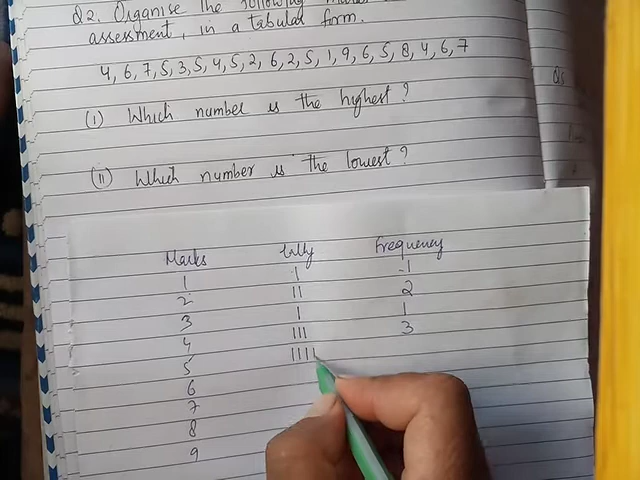 Q2. Organise the following
assessment, in a tabular form.
4, 6, 7, 5, 3, 5, 4, 5, 2, 6, 2, 5, 1, 9, 6, 5, 8, 4, 6, 7
(i) Which number is the highest?
(ii) Which number is the lowest?
Marks Tally Frequency
1 | 1
2 || 2
3 | 1
4 ||| 3
5 ||||
6
7
8
9